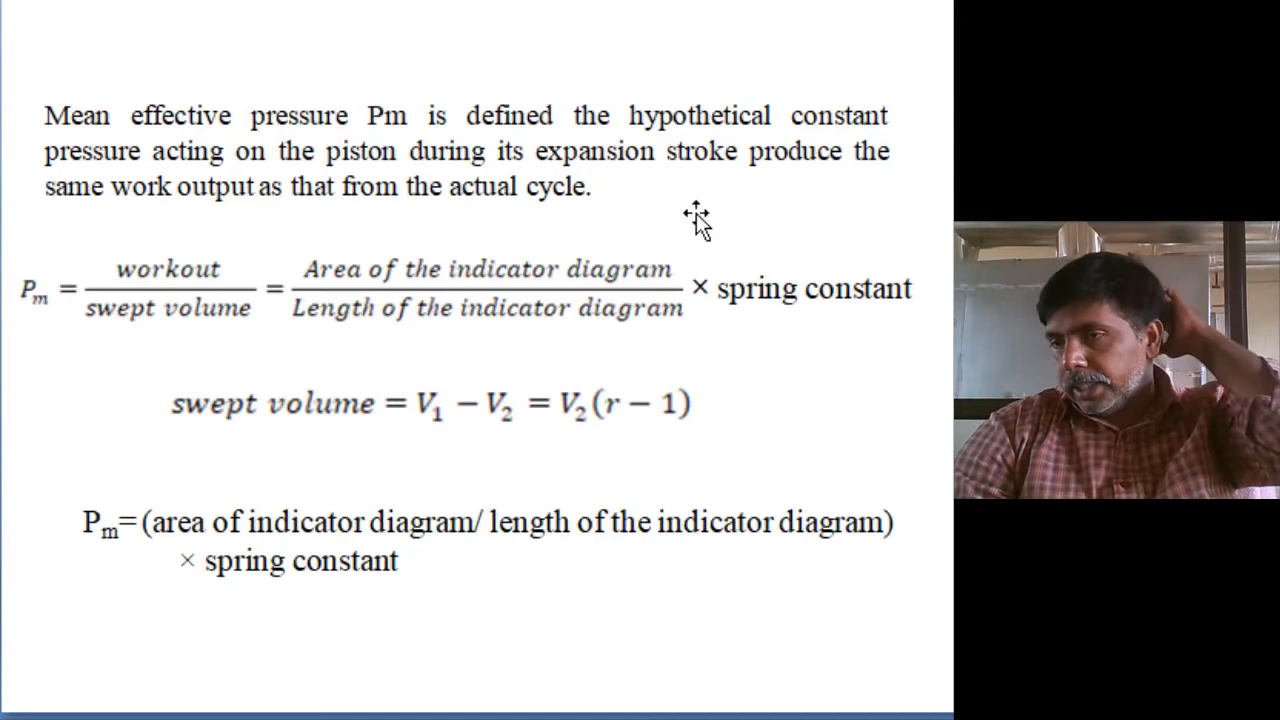 Mean effective pressure Pm is defined the hypothetical constant
pressure acting on the piston during its expansion stroke produce the
same work output as that from the actual cycle.
P_m = workout / swept volume = Area of the indicator diagram / Length of the indicator diagram × spring constant
swept volume = V₁ − V₂ = V₂(r − 1)
Pₘ= (area of indicator diagram/ length of the indicator diagram)
× spring constant